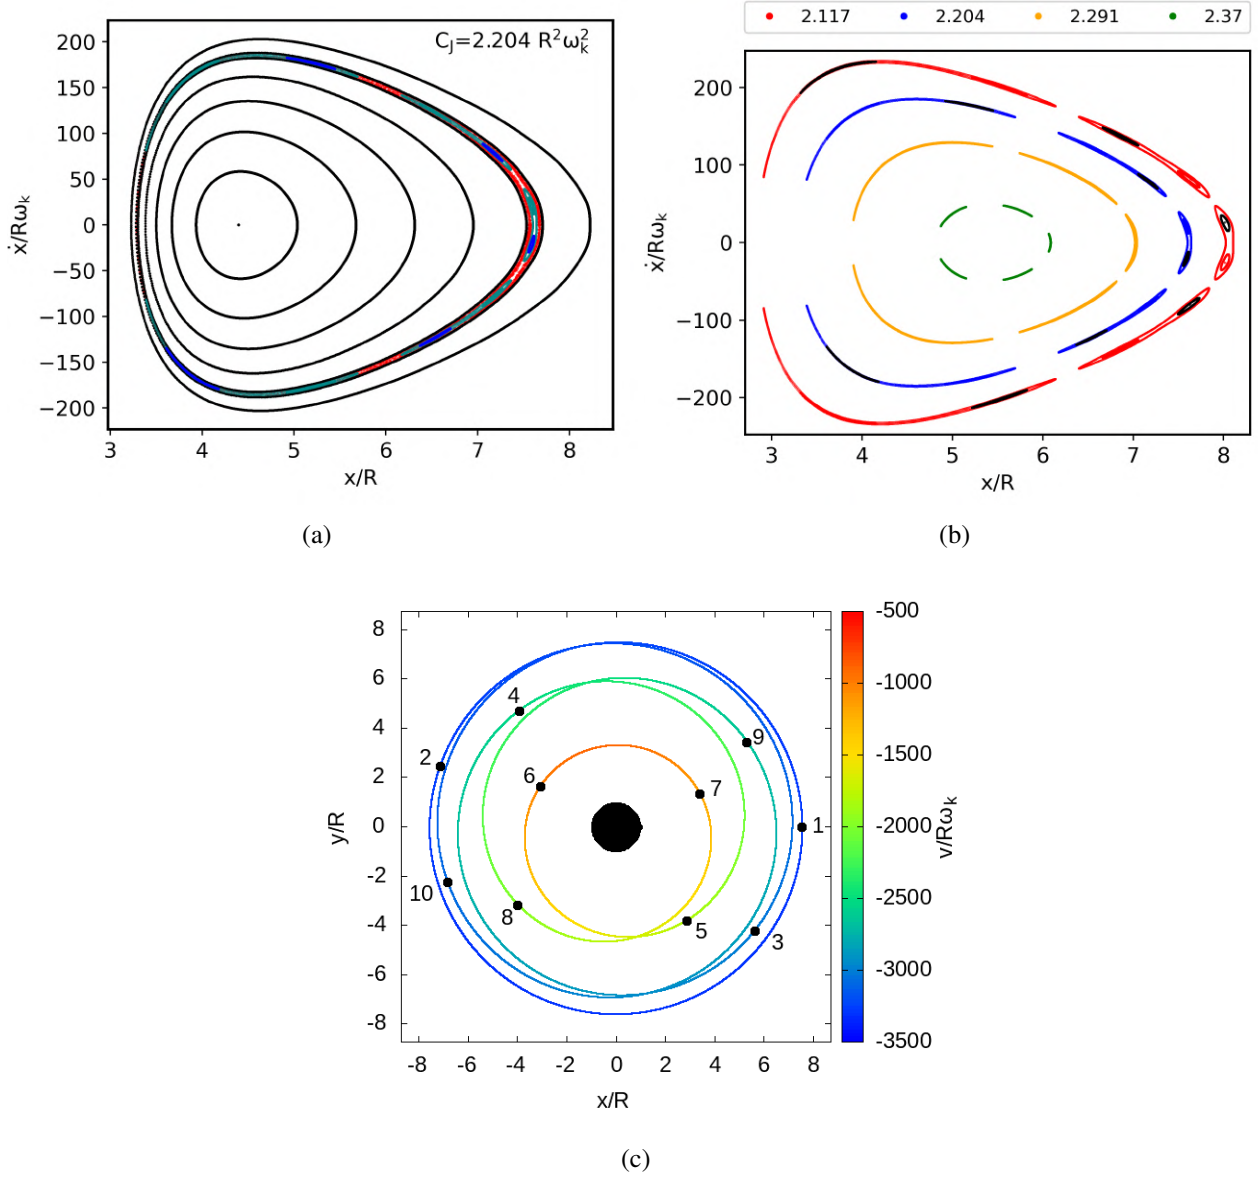 C_J=2.204 R²ω_k²
200
150
100
50
0
−50
−100
−150
−200
3 4 5 6 7 8
x/R
ẋ/Rω_k
(a)
2.117 2.204 2.291 2.37
200
100
0
−100
−200
3 4 5 6 7 8
x/R
ẋ/Rω_k
(b)
8
6
4
2
0
-2
-4
-6
-8
-8 -6 -4 -2 0 2 4 6 8
x/R
y/R
4
9
2
6
7
1
10
8
5
3
-500
-1000
-1500
-2000
-2500
-3000
-3500
v/Rω_k
(c)